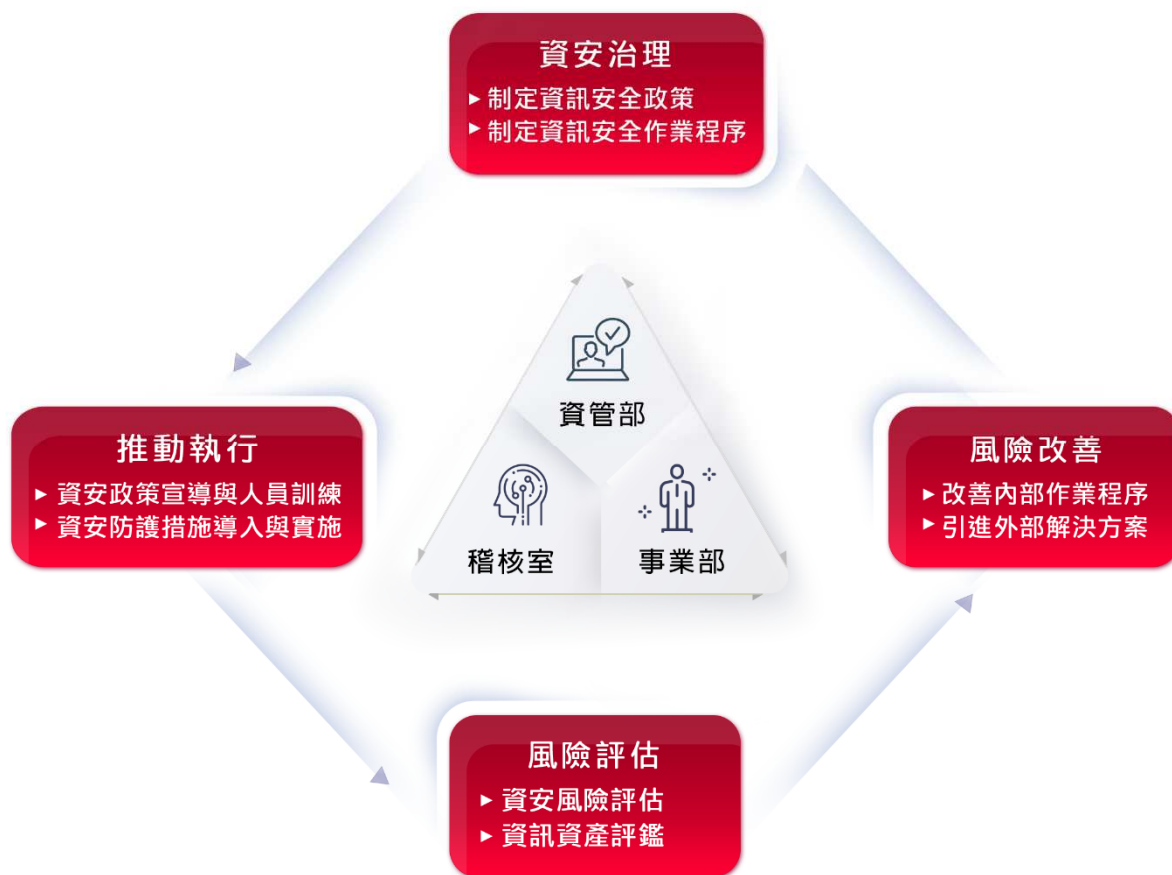 資安治理
▸ 制定資訊安全政策
▸ 制定資訊安全作業程序
資管部
稽核室
事業部
推動執行
▸ 資安政策宣導與人員訓練
▸ 資安防護措施導入與實施
風險改善
▸ 改善內部作業程序
▸ 引進外部解決方案
風險評估
▸ 資安風險評估
▸ 資訊資產評鑑